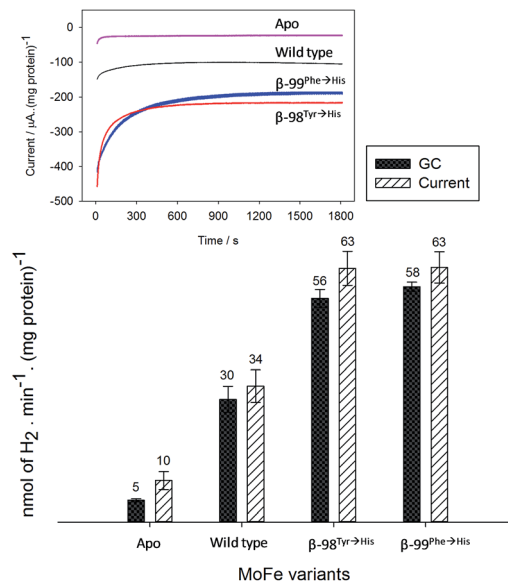 0
-100
-200
-300
-400
-500
Current / µA.(mg protein)-1
Apo
Wild type
β-99Phe→His
β-98Tyr→His
0 300 600 900 1200 1500 1800
Time / s
GC
Current
nmol of H2 . min-1 . (mg protein)-1
5 10
30 34
56 63
58 63
Apo Wild type β-98Tyr→His β-99Phe→His
MoFe variants